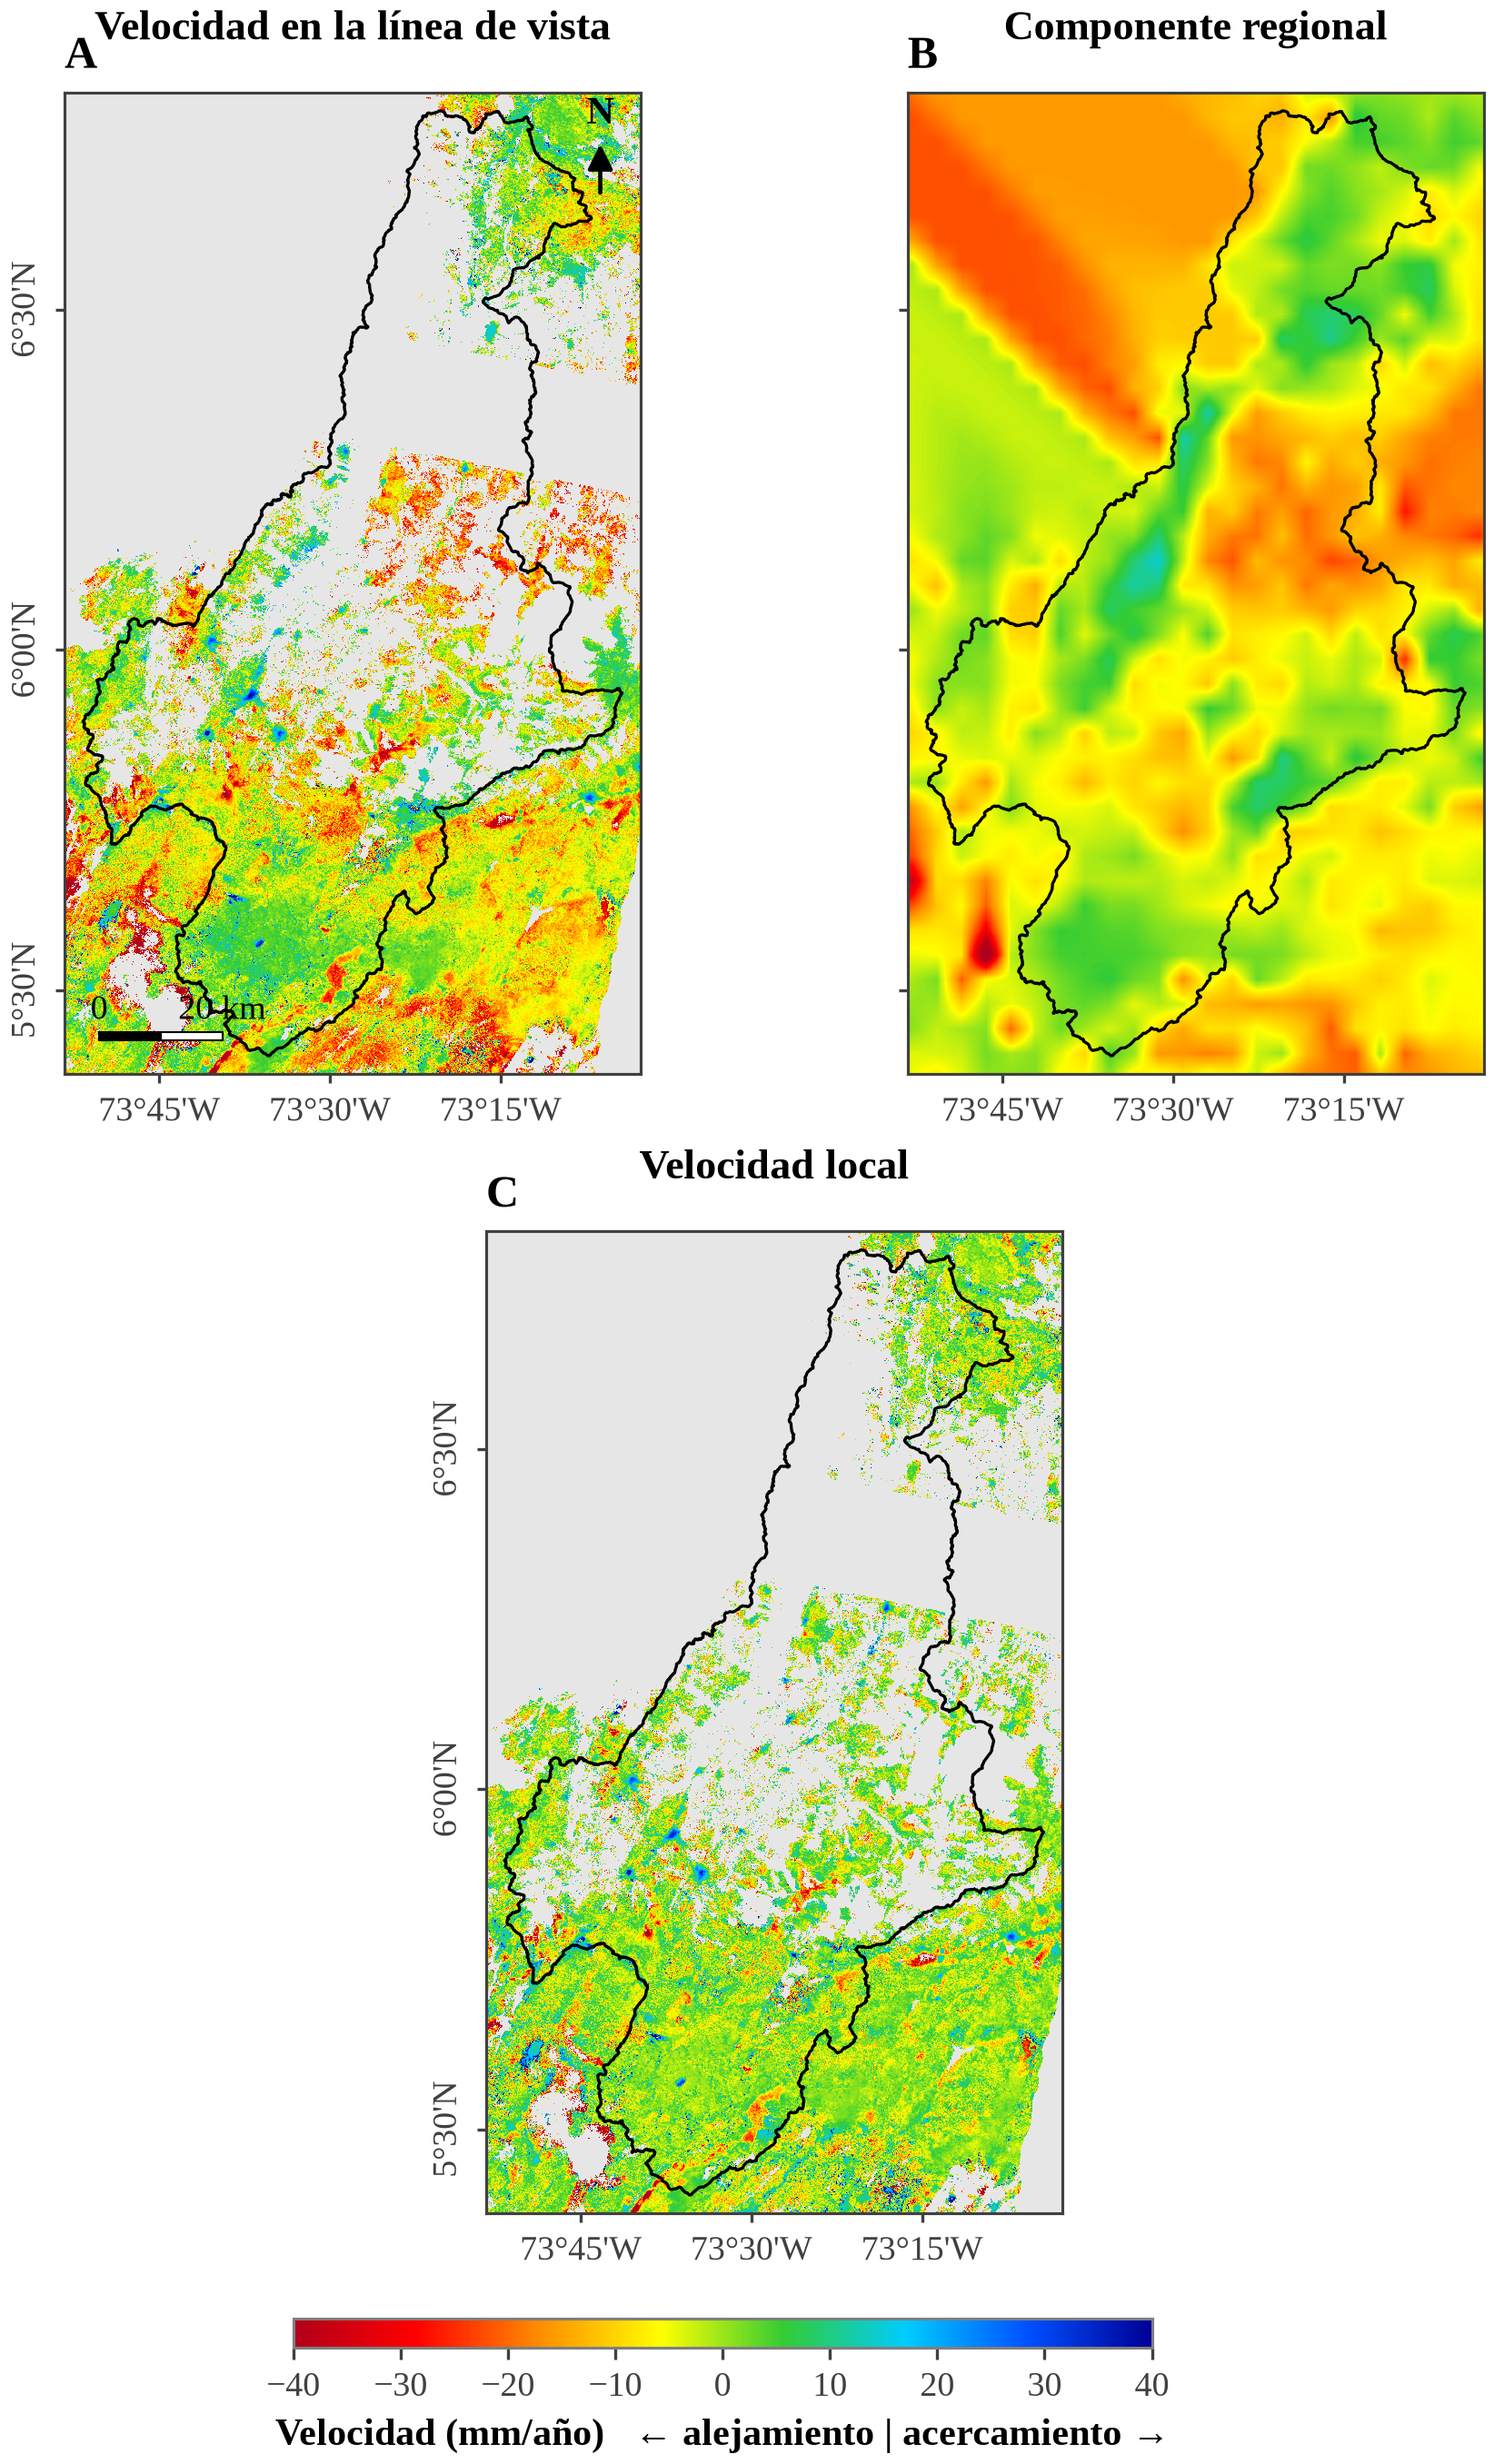 Velocidad en la línea de vista
Componente regional
A
B
N
6°30'N
6°00'N
5°30'N
0 20 km
73°45'W 73°30'W 73°15'W
73°45'W 73°30'W 73°15'W
Velocidad local
C
6°30'N
6°00'N
5°30'N
73°45'W 73°30'W 73°15'W
−40 −30 −20 −10 0 10 20 30 40
Velocidad (mm/año) ← alejamiento | acercamiento →